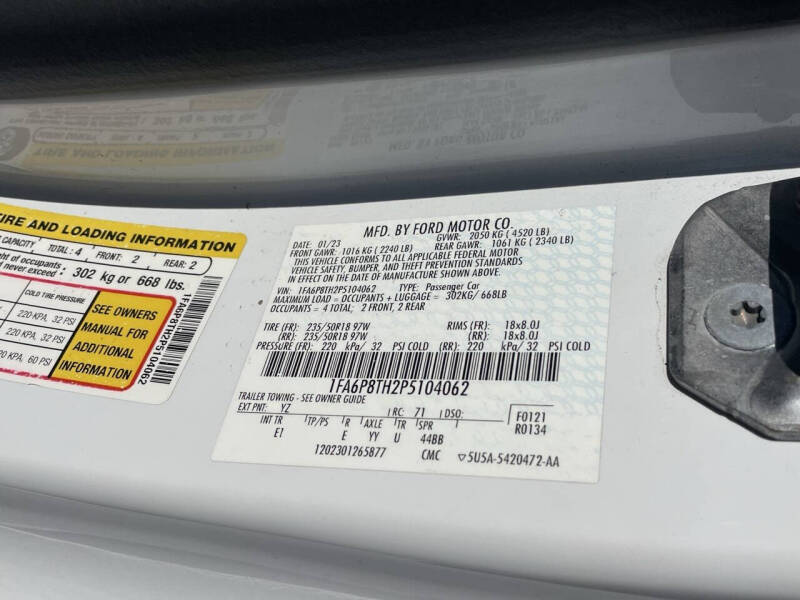 TIRE AND LOADING INFORMATION
CAPACITY TOTAL: 4 FRONT: 2 REAR: 2
of occupants
never exceed: 302 kg or 668 lbs.
COLD TIRE PRESSURE
220 KPA, 32 PSI
220 KPA, 32 PSI
420 KPA, 60 PSI
SEE OWNERS
MANUAL FOR
ADDITIONAL
INFORMATION
1FA6P8TH2P5104062
MFD. BY FORD MOTOR CO.
DATE: 01/23 GVWR: 2050 KG ( 4520 LB)
FRONT GAWR: 1016 KG ( 2240 LB) REAR GAWR: 1061 KG ( 2340 LB)
THIS VEHICLE CONFORMS TO ALL APPLICABLE FEDERAL MOTOR
VEHICLE SAFETY, BUMPER, AND THEFT PREVENTION STANDARDS
IN EFFECT ON THE DATE OF MANUFACTURE SHOWN ABOVE.
VIN: 1FA6P8TH2P5104062 TYPE: Passenger Car
MAXIMUM LOAD = OCCUPANTS + LUGGAGE = 302KG/ 668LB
OCCUPANTS = 4 TOTAL: 2 FRONT, 2 REAR
TIRE (FR): 235/50R18 97W RIMS (FR): 18x8.0J
(RR): 235/50R18 97W (RR): 18x8.0J
PRESSURE (FR): 220 kPa/ 32 PSI COLD (RR): 220 kPa/ 32 PSI COLD
1FA6P8TH2P5104062
TRAILER TOWING - SEE OWNER GUIDE
EXT PNT: YZ RC: 71 DSO: F0121
INT TR TP/PS R AXLE TR SPR R0134
EI E YY U 44BB
1202301265877 CMC ▽5U5A-5420472-AA